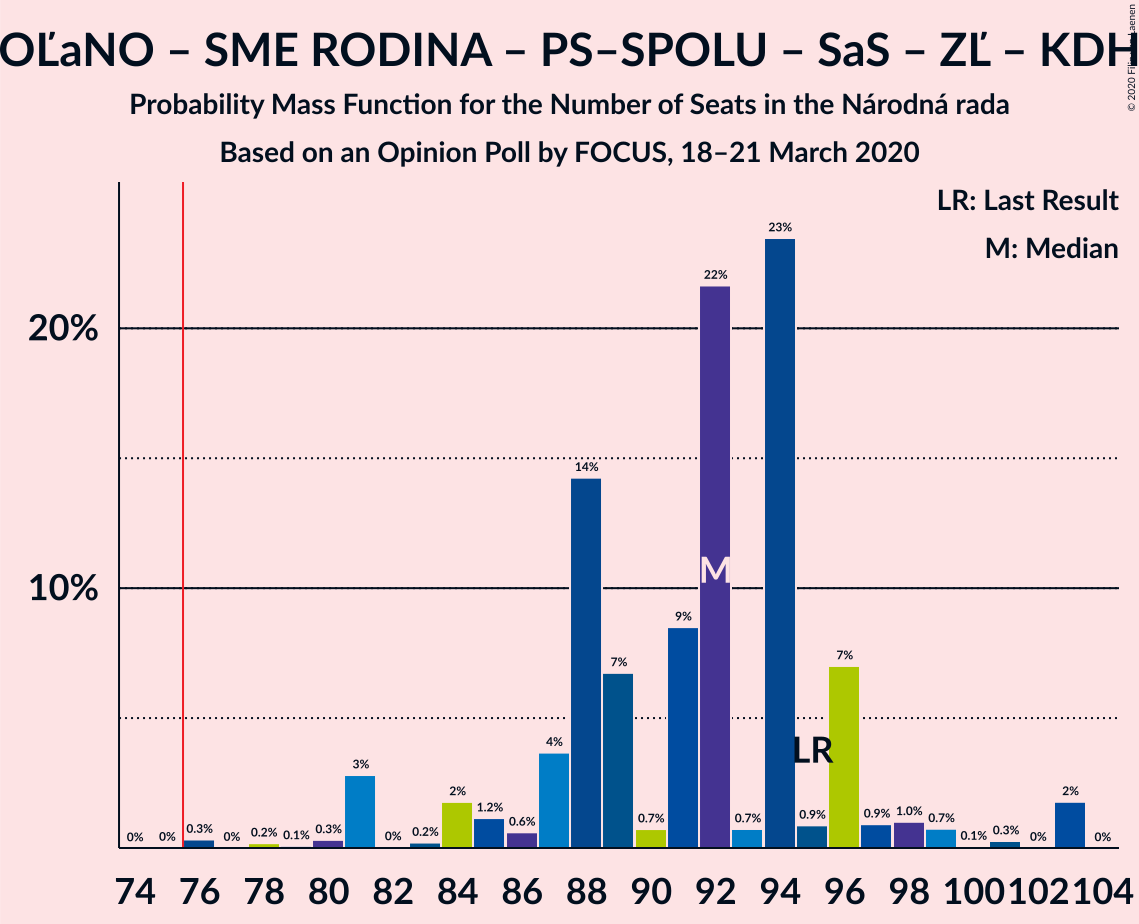 OĽaNO – SME RODINA – PS–SPOLU – SaS – ZĽ – KDH
Probability Mass Function for the Number of Seats in the Národná rada
Based on an Opinion Poll by FOCUS, 18–21 March 2020
© 2020 Filip van Laenen
LR: Last Result
M: Median
20%
10%
0% 0% 0.3% 0% 0.2% 0.1% 0.3% 3% 0% 0.2% 2% 1.2% 0.6% 4% 14% 7% 0.7% 9% 22% 0.7% 23% 0.9% 7% 0.9% 1.0% 0.7% 0.1% 0.3% 0% 2% 0%
M
LR
74 76 78 80 82 84 86 88 90 92 94 96 98 100 102 104